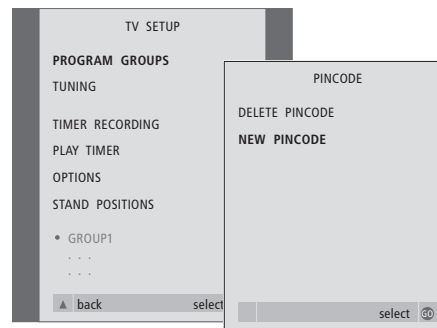 TV SETUP
PROGRAM GROUPS
TUNING
TIMER RECORDING
PLAY TIMER
OPTIONS
STAND POSITIONS
• GROUP1
. . .
. . .
▲ back select
PINCODE
DELETE PINCODE
NEW PINCODE
select GO